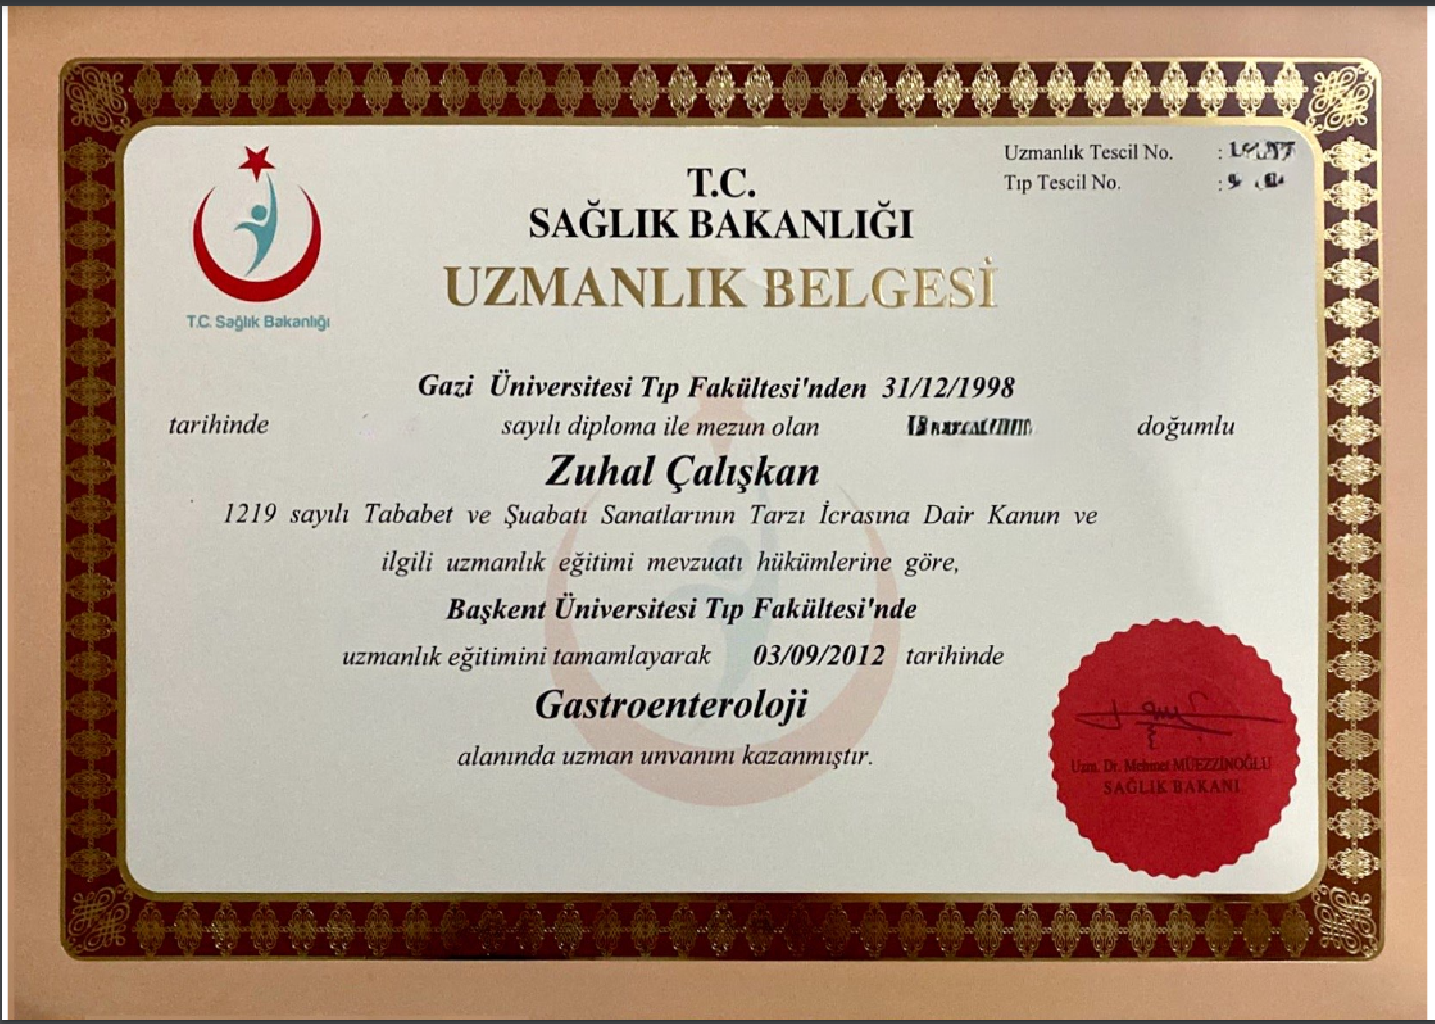 Uzmanlık Tescil No. :
Tıp Tescil No. :
T.C.
SAĞLIK BAKANLIĞI
UZMANLIK BELGESİ
T.C. Sağlık Bakanlığı
Gazi Üniversitesi Tıp Fakültesi'nden 31/12/1998
tarihinde sayılı diploma ile mezun olan doğumlu
Zuhal Çalışkan
1219 sayılı Tababet ve Şuabatı Sanatlarının Tarzı İcrasına Dair Kanun ve
ilgili uzmanlık eğitimi mevzuatı hükümlerine göre,
Başkent Üniversitesi Tıp Fakültesi'nde
uzmanlık eğitimini tamamlayarak 03/09/2012 tarihinde
Gastroenteroloji
alanında uzman unvanını kazanmıştır.
Uzm. Dr. Mehmet MÜEZZİNOĞLU
SAĞLIK BAKANI